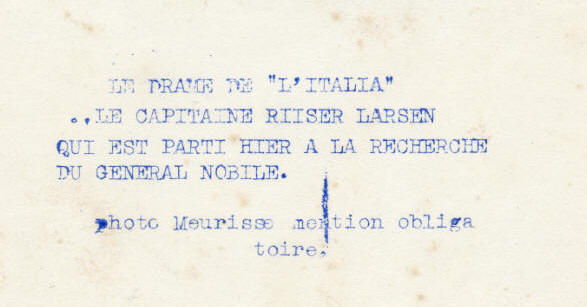 LE DRAME DE "L'ITALIA"
..LE CAPITAINE RIISER LARSEN
QUI EST PARTI HIER A LA RECHERCHE
DU GENERAL NOBILE.
photo Meurisse mention obliga
toire,